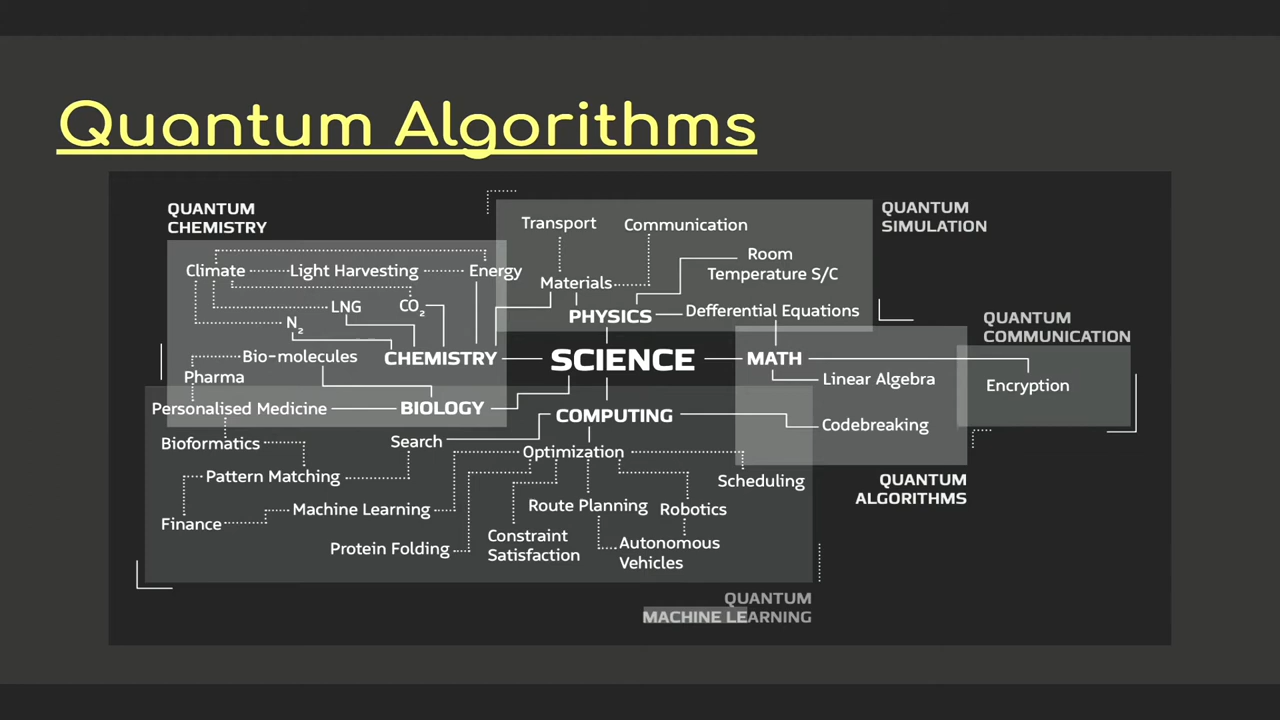 Quantum Algorithms
QUANTUM
CHEMISTRY
QUANTUM
SIMULATION
Transport
Communication
Climate
Light Harvesting
Energy
Room
Temperature S/C
Materials
LNG
CO₂
N₂
PHYSICS
Defferential Equations
QUANTUM
COMMUNICATION
Bio-molecules
CHEMISTRY
SCIENCE
MATH
Pharma
Linear Algebra
Encryption
Personalised Medicine
BIOLOGY
COMPUTING
Codebreaking
Bioformatics
Search
Optimization
Pattern Matching
Scheduling
QUANTUM
ALGORITHMS
Finance
Machine Learning
Route Planning
Robotics
Protein Folding
Constraint
Satisfaction
Autonomous
Vehicles
QUANTUM
MACHINE LEARNING